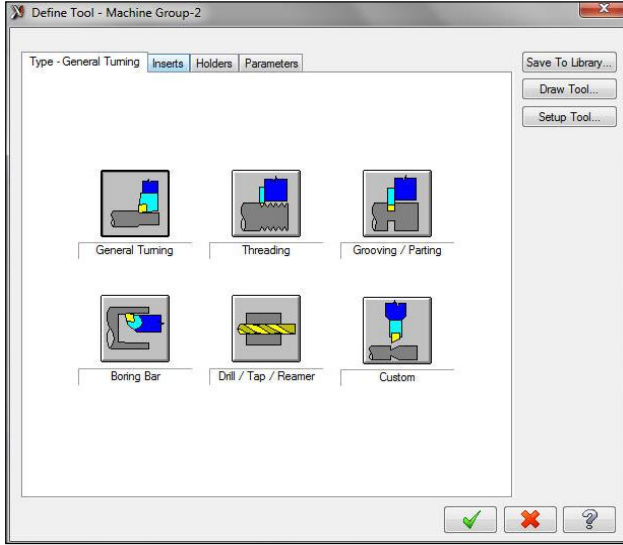 Define Tool - Machine Group-2
Type - General Turning Inserts Holders Parameters
Save To Library...
Draw Tool...
Setup Tool...
General Turning Threading Grooving / Parting
Boring Bar Drill / Tap / Reamer Custom